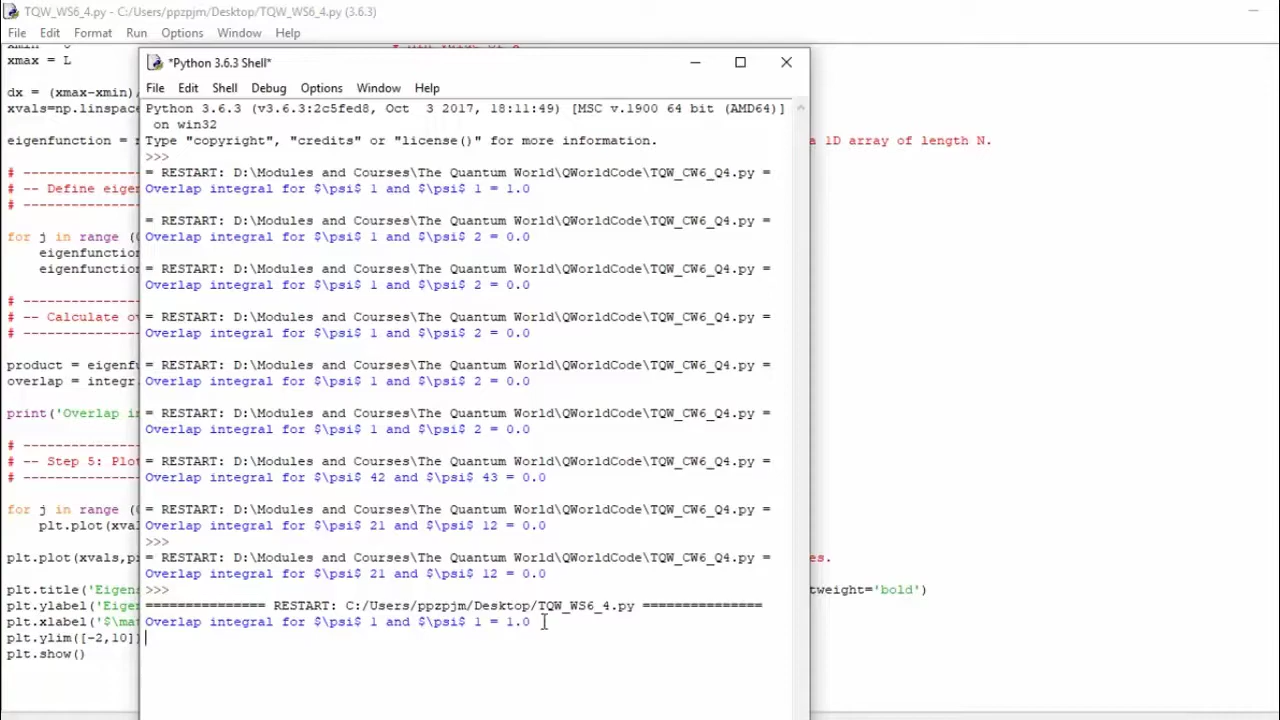 TQW_WS6_4.py - C:/Users/ppzpjm/Desktop/TQW_WS6_4.py (3.6.3)
File Edit Format Run Options Window Help
xmax = L
dx = (xmax-xmin)
xvals=np.linspace
eigenfunction =
a 1D array of length N.
# ----------------
# -- Define
# ----------------
for j in range (
eigenfunction
eigenfunction
# ----------------
# -- Calculate
# ----------------
product =
overlap =
print('Overlap
# ----------------
# -- Step 5:
# ----------------
for j in range (
plt.plot(
plt.plot(xvals,
plt.title('
tweight='bold')
plt.ylabel('
plt.xlabel('$\
plt.ylim([-2,10])
plt.show()
*Python 3.6.3 Shell*
File Edit Shell Debug Options Window Help
Python 3.6.3 (v3.6.3:2c5fed8, Oct  3 2017, 18:11:49) [MSC v.1900 64 bit (AMD64)]
on win32
Type "copyright", "credits" or "license()" for more information.
>>>
= RESTART: D:\Modules and Courses\The Quantum World\QWorldCode\TQW_CW6_Q4.py =
Overlap integral for $\psi$ 1 and $\psi$ 1 = 1.0
= RESTART: D:\Modules and Courses\The Quantum World\QWorldCode\TQW_CW6_Q4.py =
Overlap integral for $\psi$ 1 and $\psi$ 2 = 0.0
= RESTART: D:\Modules and Courses\The Quantum World\QWorldCode\TQW_CW6_Q4.py =
Overlap integral for $\psi$ 1 and $\psi$ 2 = 0.0
= RESTART: D:\Modules and Courses\The Quantum World\QWorldCode\TQW_CW6_Q4.py =
Overlap integral for $\psi$ 1 and $\psi$ 2 = 0.0
= RESTART: D:\Modules and Courses\The Quantum World\QWorldCode\TQW_CW6_Q4.py =
Overlap integral for $\psi$ 1 and $\psi$ 2 = 0.0
= RESTART: D:\Modules and Courses\The Quantum World\QWorldCode\TQW_CW6_Q4.py =
Overlap integral for $\psi$ 1 and $\psi$ 2 = 0.0
= RESTART: D:\Modules and Courses\The Quantum World\QWorldCode\TQW_CW6_Q4.py =
Overlap integral for $\psi$ 42 and $\psi$ 43 = 0.0
= RESTART: D:\Modules and Courses\The Quantum World\QWorldCode\TQW_CW6_Q4.py =
Overlap integral for $\psi$ 21 and $\psi$ 12 = 0.0
>>>
= RESTART: D:\Modules and Courses\The Quantum World\QWorldCode\TQW_CW6_Q4.py =
Overlap integral for $\psi$ 21 and $\psi$ 12 = 0.0
>>>
=============== RESTART: C:/Users/ppzpjm/Desktop/TQW_WS6_4.py ===============
Overlap integral for $\psi$ 1 and $\psi$ 1 = 1.0